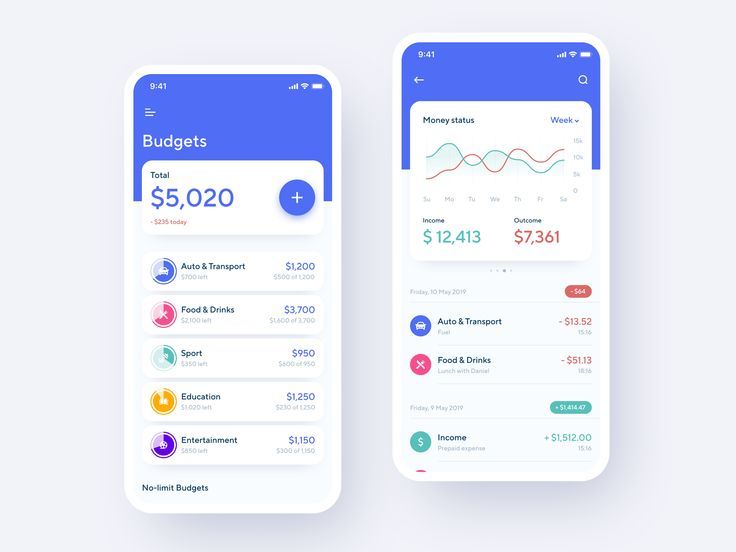 9:41
Budgets
Total
$5,020
- $235 today
Auto & Transport
$1,200
$700 left
$500 of 1,200
Food & Drinks
$3,700
$2,100 left
$1,600 of 3,700
Sport
$950
$350 left
$600 of 950
Education
$1,250
$1,020 left
$230 of 1,250
Entertainment
$1,150
$850 left
$300 of 1,150
No-limit Budgets
9:41
Money status
Week
15k
10k
5k
0
Su Mo Tu We Th Fr Sa
Income
Outcome
$ 12,413
$7,361
Friday, 10 May 2019
- $64
Auto & Transport
- $13.52
Fuel
15:16
Food & Drinks
- $51.13
Lunch with Daniel
18:16
Friday, 9 May 2019
+ $1,414.47
Income
+ $1,512.00
Prepaid expense
15:16